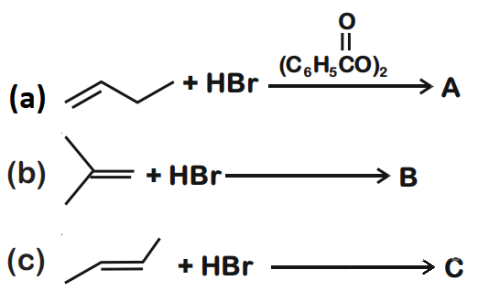 O
(C₆H₅CO)₂
(a) + HBr A
(b) + HBr B
(c) + HBr C